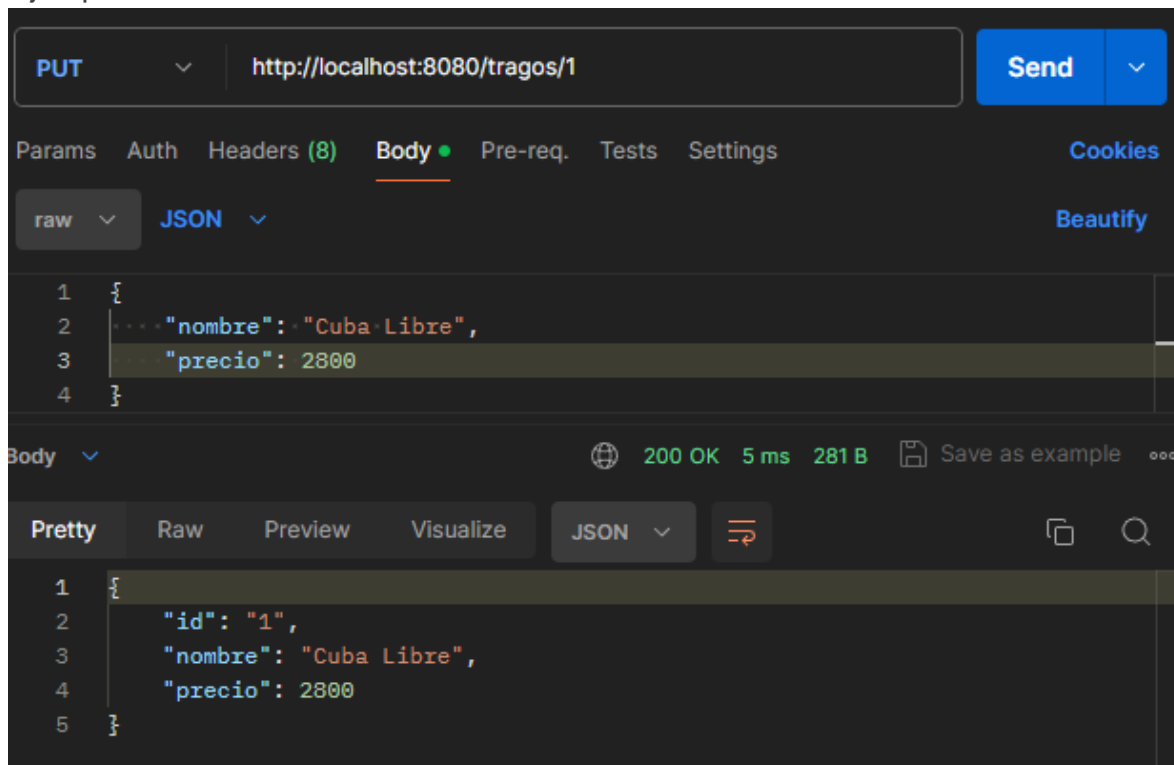 PUT http://localhost:8080/tragos/1 Send
Params Auth Headers (8) Body Pre-req. Tests Settings Cookies
raw JSON Beautify
1 {
2 "nombre": "Cuba Libre",
3 "precio": 2800
4 }
Body 200 OK 5 ms 281 B Save as example
Pretty Raw Preview Visualize JSON
1 {
2 "id": "1",
3 "nombre": "Cuba Libre",
4 "precio": 2800
5 }